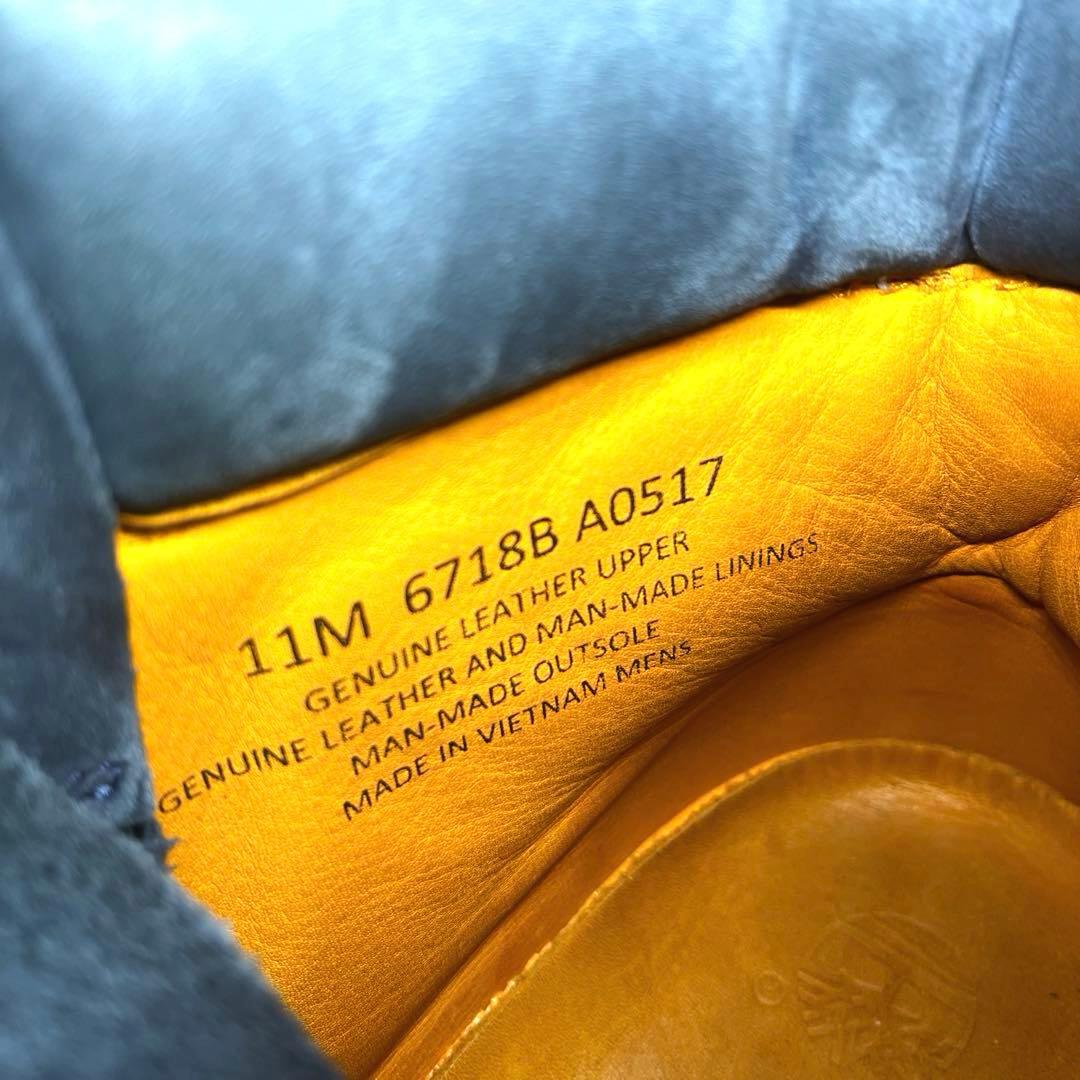 11M 6718B A0517
GENUINE LEATHER UPPER
GENUINE LEATHER AND MAN-MADE LININGS
MAN-MADE OUTSOLE
MADE IN VIETNAM MENS